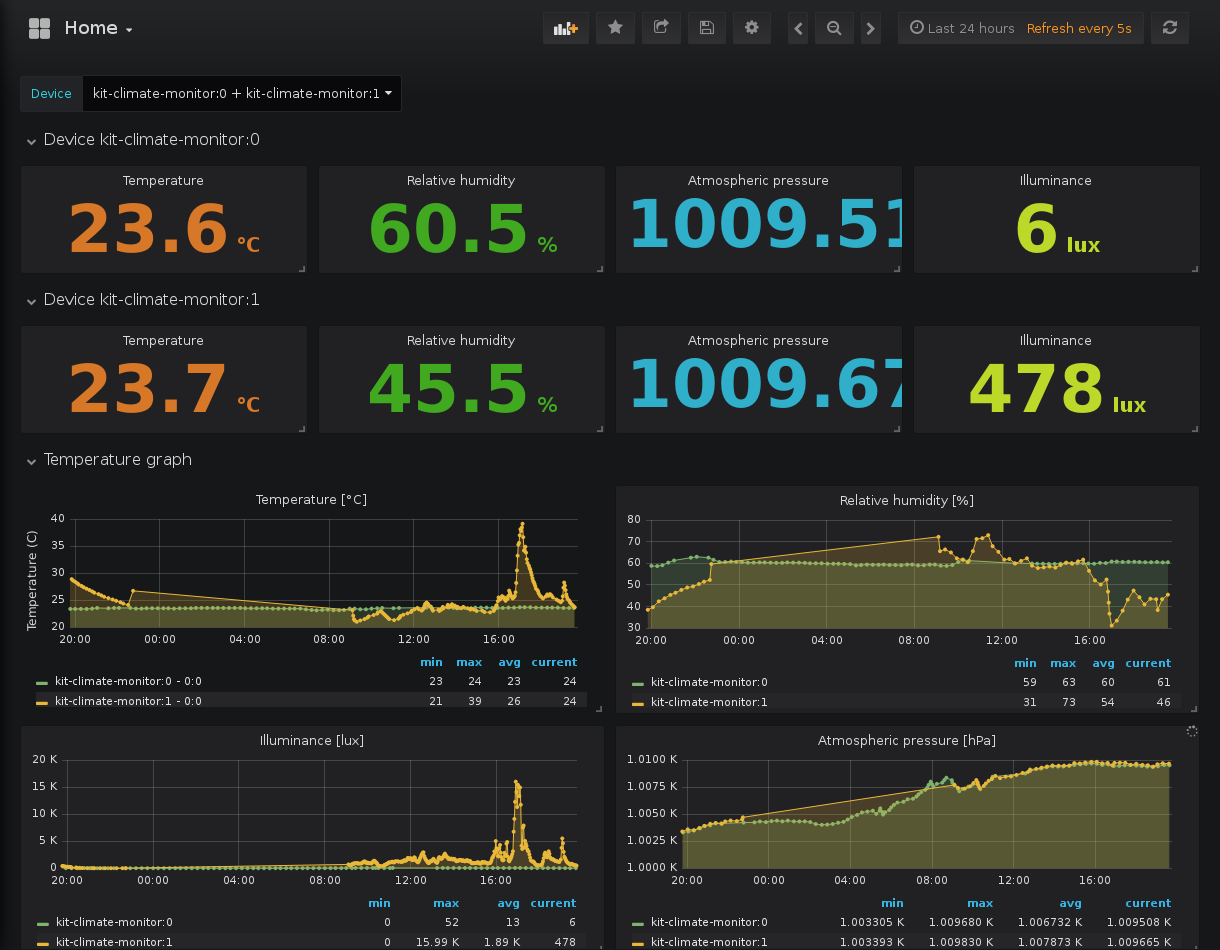 Home
Last 24 hours Refresh every 5s
Device kit-climate-monitor:0 + kit-climate-monitor:1
Device kit-climate-monitor:0
Temperature Relative humidity Atmospheric pressure Illuminance
23.6 °C 60.5 % 1009.51 6 lux
Device kit-climate-monitor:1
Temperature Relative humidity Atmospheric pressure Illuminance
23.7 °C 45.5 % 1009.67 478 lux
Temperature graph
Temperature [°C]
Temperature (C)
40
35
30
25
20
20:00 00:00 04:00 08:00 12:00 16:00
min max avg current
kit-climate-monitor:0 - 0:0 23 24 23 24
kit-climate-monitor:1 - 0:0 21 39 26 24
Relative humidity [%]
80
70
60
50
40
30
20:00 00:00 04:00 08:00 12:00 16:00
min max avg current
kit-climate-monitor:0 59 63 60 61
kit-climate-monitor:1 31 73 54 46
Illuminance [lux]
20 K
15 K
10 K
5 K
0
20:00 00:00 04:00 08:00 12:00 16:00
min max avg current
kit-climate-monitor:0 0 52 13 6
kit-climate-monitor:1 0 15.99 K 1.89 K 478
Atmospheric pressure [hPa]
1.0100 K
1.0075 K
1.0050 K
1.0025 K
1.0000 K
20:00 00:00 04:00 08:00 12:00 16:00
min max avg current
kit-climate-monitor:0 1.003305 K 1.009680 K 1.006732 K 1.009508 K
kit-climate-monitor:1 1.003393 K 1.009830 K 1.007873 K 1.009665 K